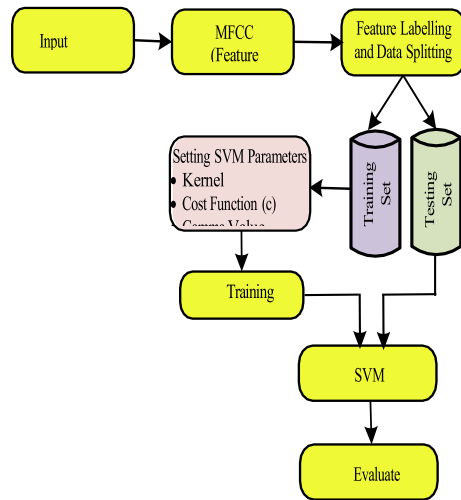 Input
MFCC
(Feature
Feature Labelling
and Data Splitting
Training
Set
Testing
Set
Setting SVM Parameters
• Kernel
• Cost Function (c)
Training
SVM
Evaluate